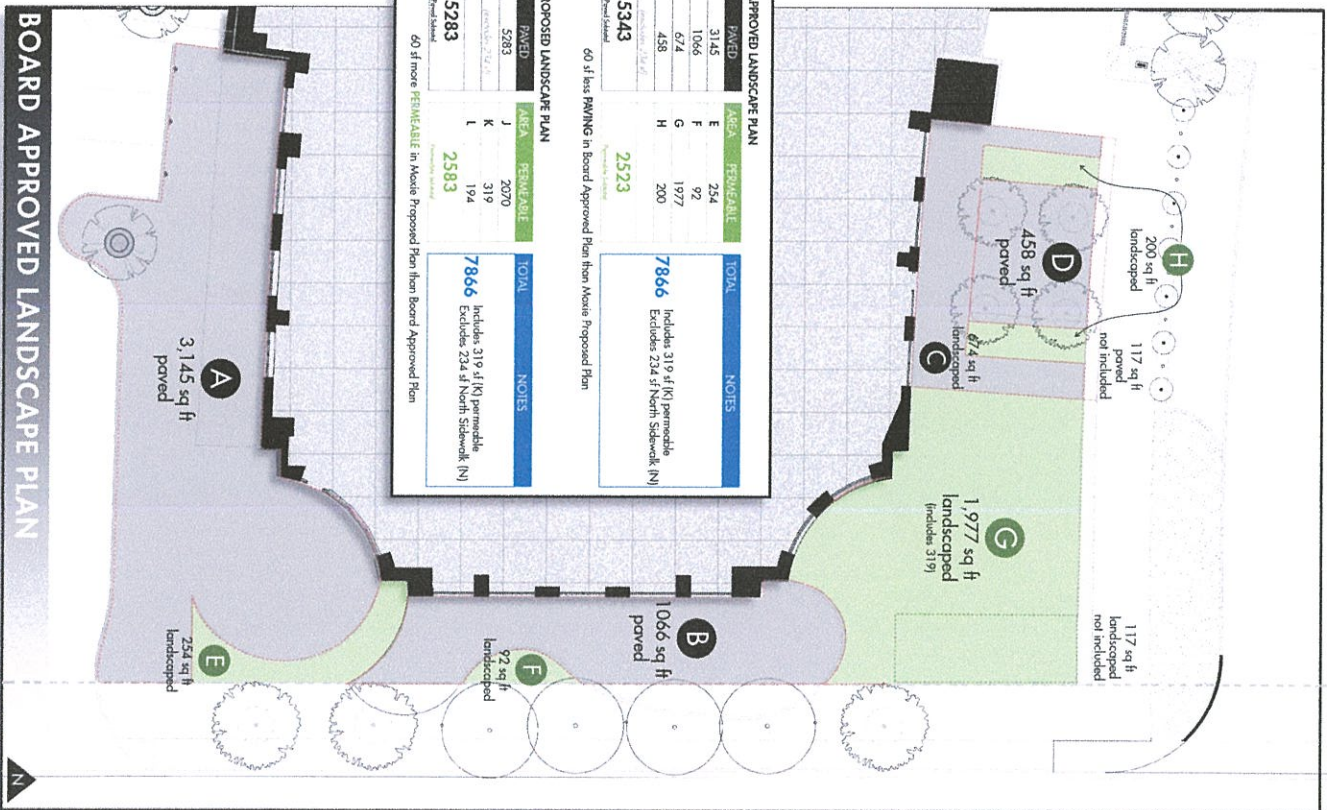 BOARD APPROVED LANDSCAPE PLAN
APPROVED LANDSCAPE PLAN
PAVED AREA PERMEABLE TOTAL NOTES
3145 E 254
1066 F 92
674 G 1977
458 H 200
5343 2523 7866 Includes 319 sf (K) permeable
Excludes 234 sf North Sidewalk (N)
60 sf less PAVING in Board Approved Plan than Moxie Proposed Plan
PROPOSED LANDSCAPE PLAN
PAVED AREA PERMEABLE TOTAL NOTES
5283 J 2070
K 319
L 194
5283 2583 7866 Includes 319 sf (K) permeable
Excludes 234 sf North Sidewalk (N)
60 sf more PERMEABLE in Moxie Proposed Plan than Board Approved Plan
H
200 sq ft
landscaped
117 sq ft
paved
not included
D
458 sq ft
paved
C
674 sq ft
landscaped
G
1,977 sq ft
landscaped
(includes 319)
117 sq ft
landscaped
not included
B
1066 sq ft
paved
F
92 sq ft
landscaped
E
254 sq ft
landscaped
A
3,145 sq ft
paved
N